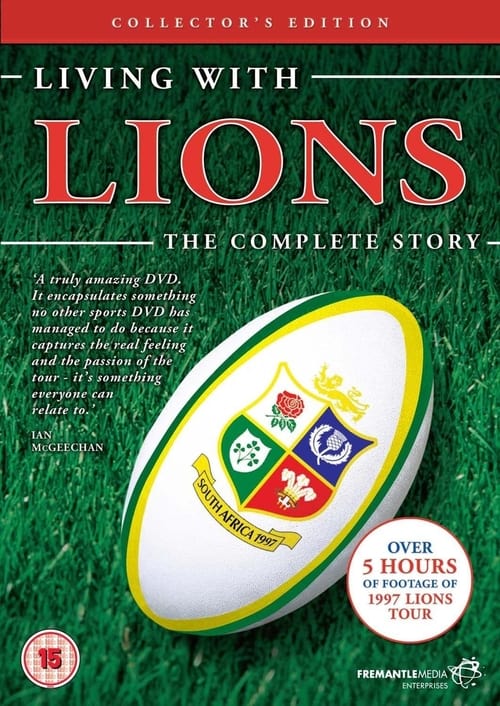 COLLECTOR'S EDITION
LIVING WITH
LIONS
THE COMPLETE STORY
'A truly amazing DVD.
It encapsulates something
no other sports DVD has
managed to do because it
captures the real feeling
and the passion of the
tour - it's something
everyone can
relate to.'
IAN
McGEECHAN
SOUTH AFRICA 1997
OVER
5 HOURS
OF FOOTAGE OF
1997 LIONS
TOUR
15
FREMANTLEMEDIA
ENTERPRISES